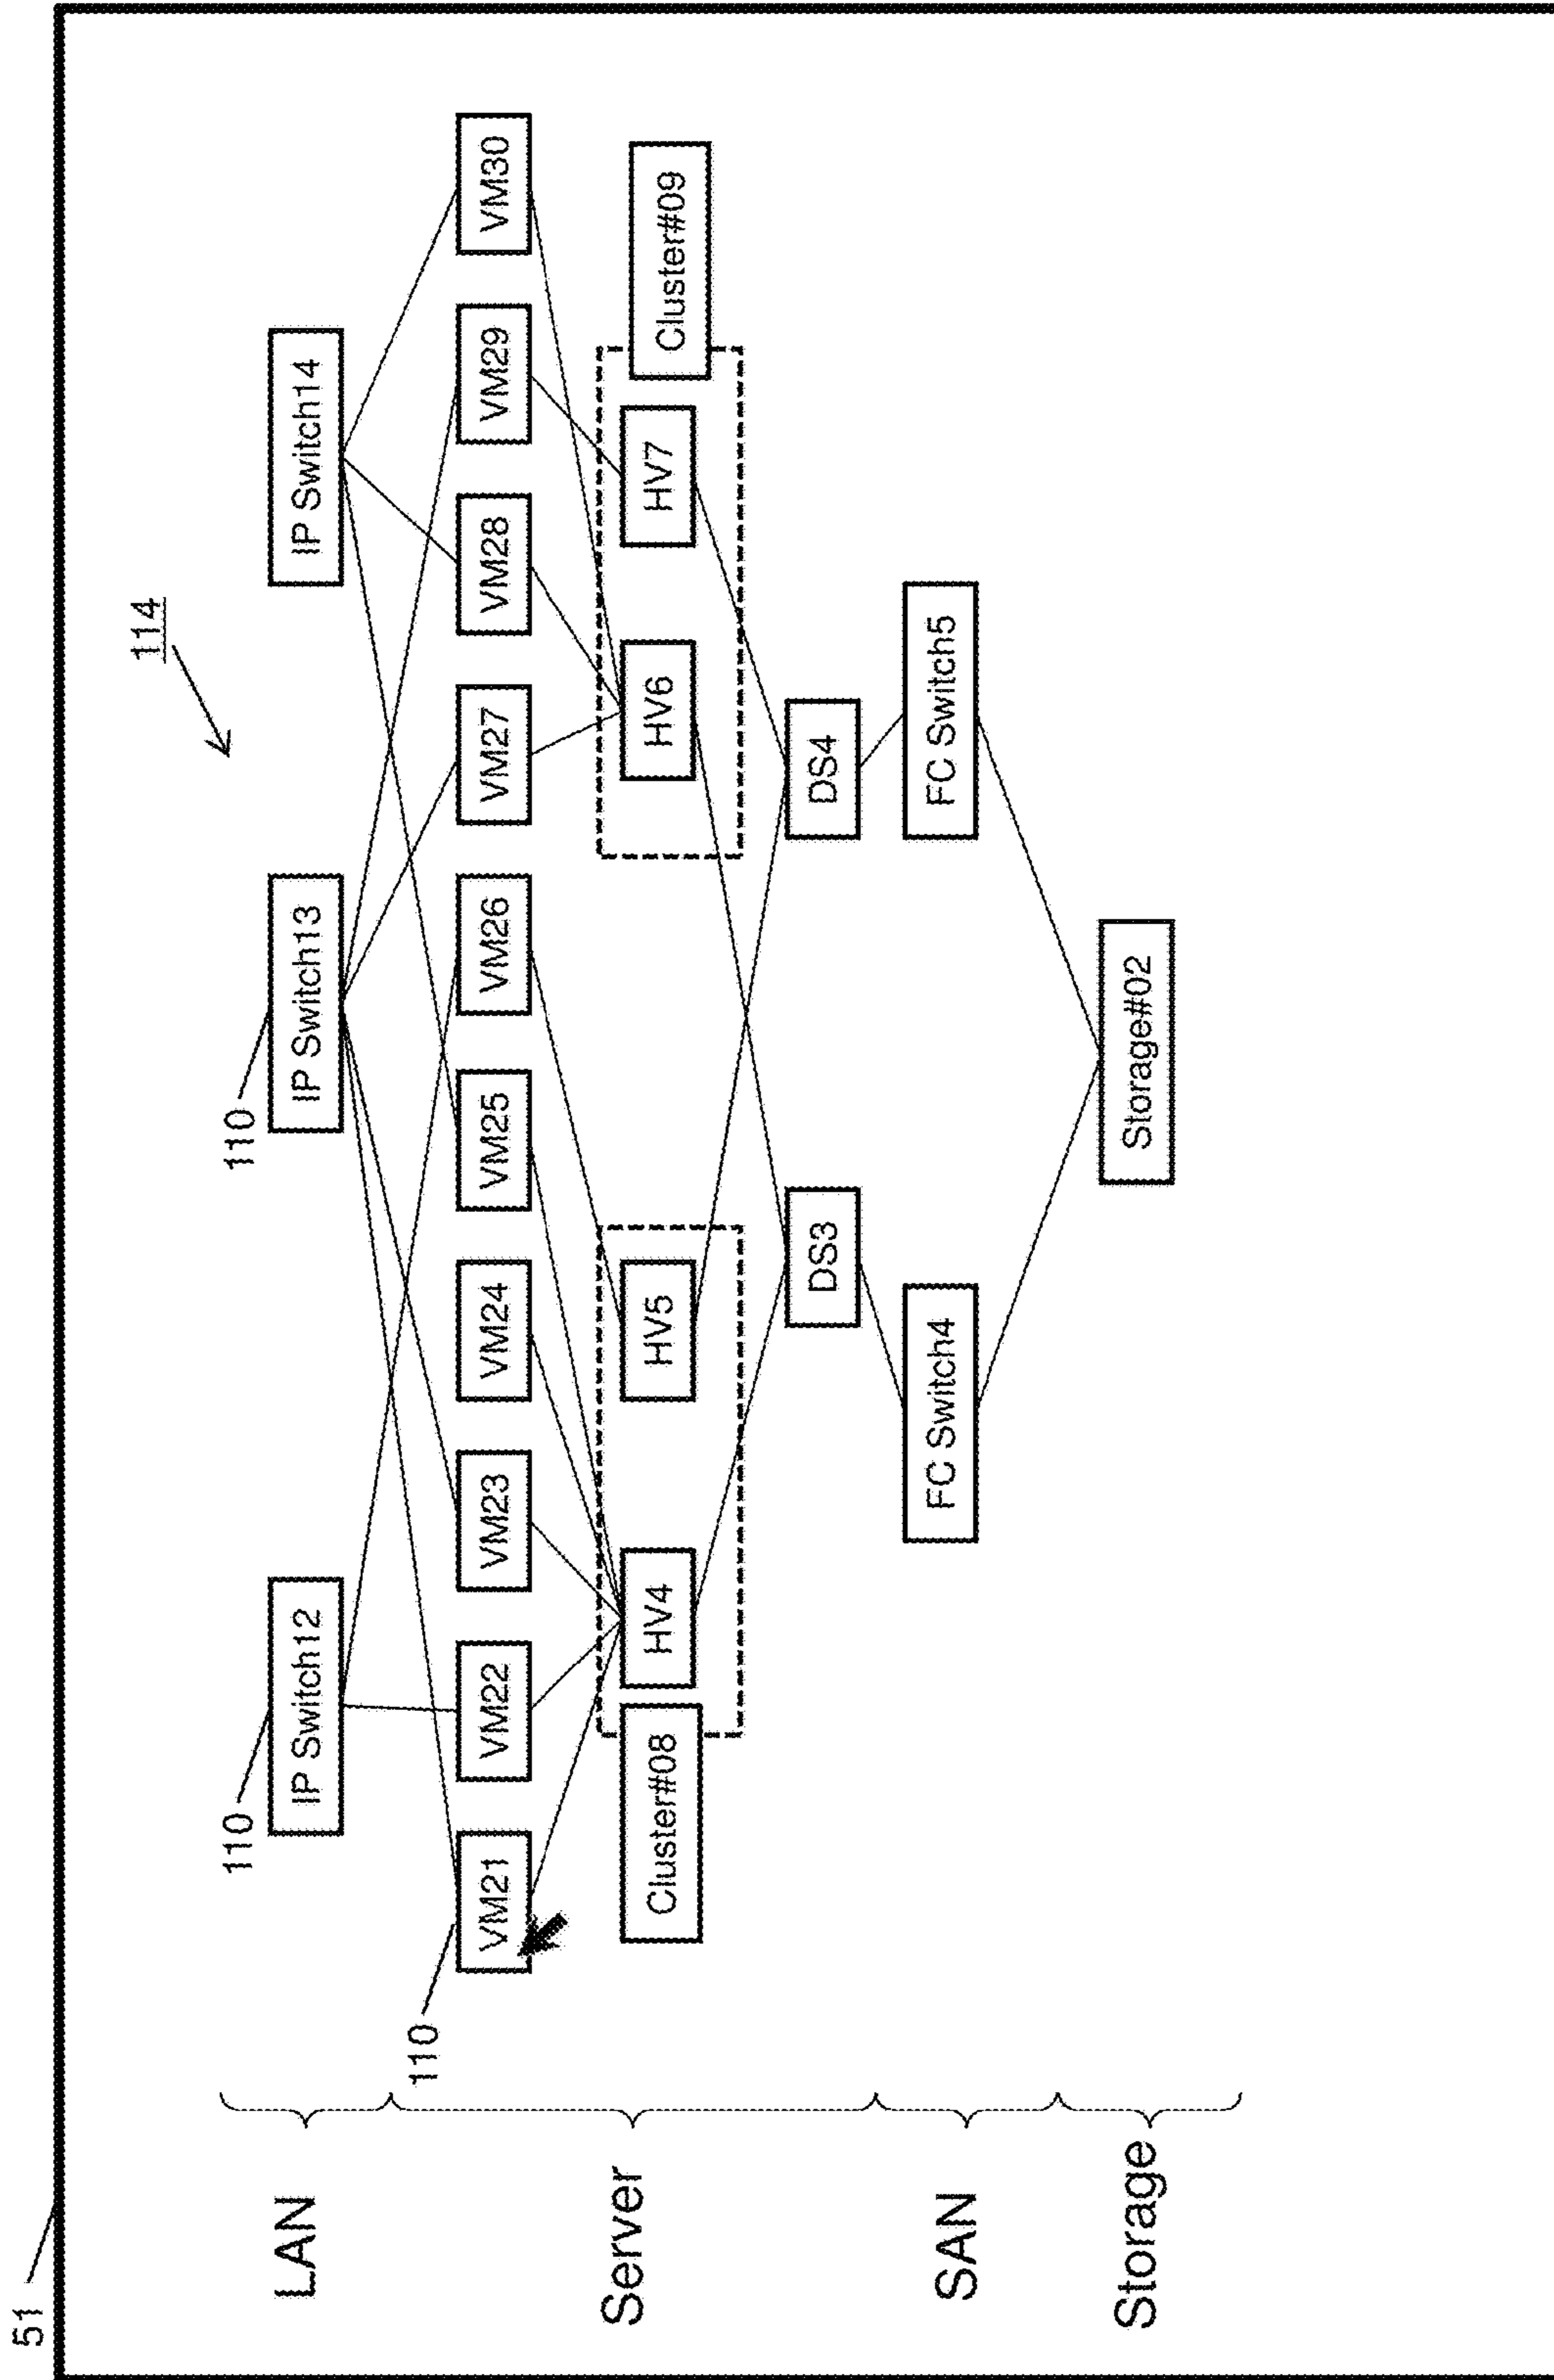 51
114
110
110
LAN
IP Switch12
IP Switch13
IP Switch14
110
Server
VM21
VM22
VM23
VM24
VM25
VM26
VM27
VM28
VM29
VM30
Cluster#08
HV4
HV5
HV6
HV7
Cluster#09
DS3
DS4
SAN
FC Switch4
FC Switch5
Storage
Storage#02